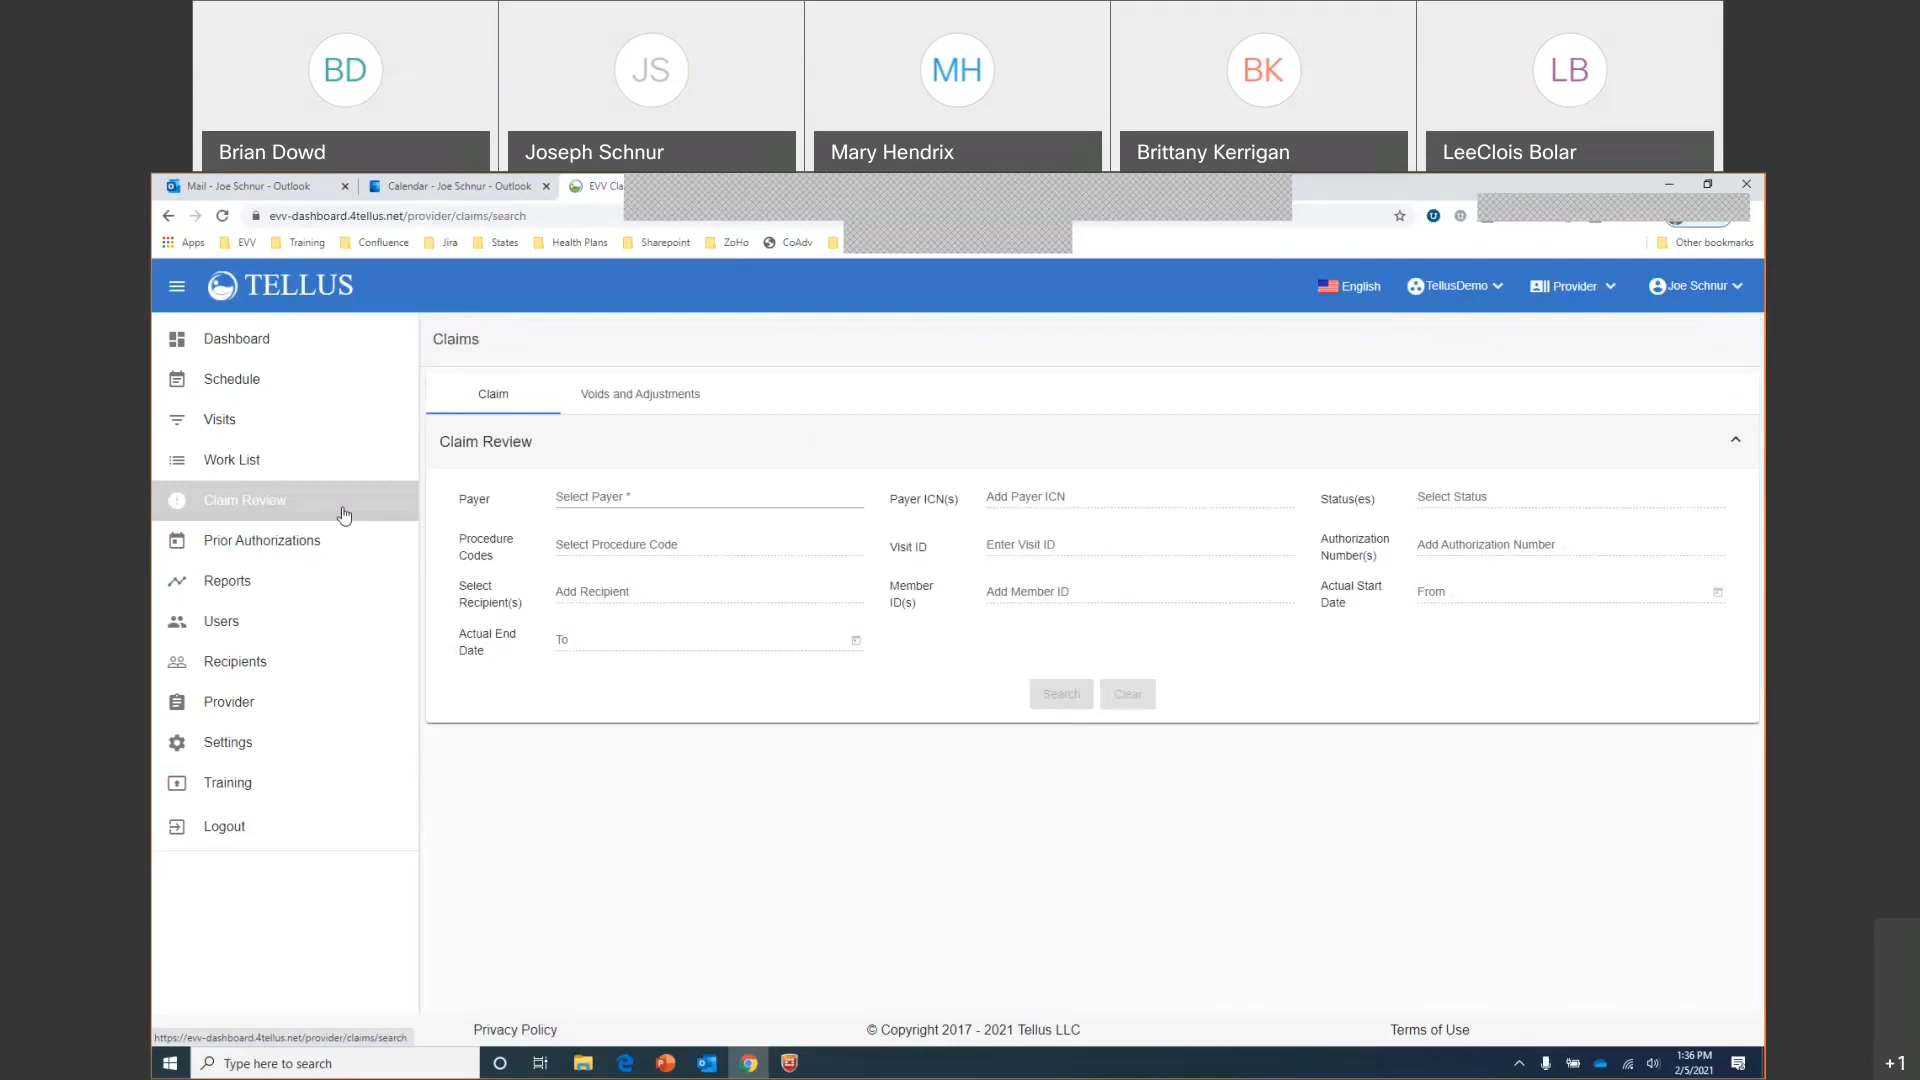 BD
JS
MH
BK
LB
Brian Dowd
Joseph Schnur
Mary Hendrix
Brittany Kerrigan
LeeClois Bolar
Mail - Joe Schnur - Outlook
Calendar - Joe Schnur - Outlook
EVV Cla
evv-dashboard.4tellus.net/provider/claims/search
Apps
EVV
Training
Confluence
Jira
States
Health Plans
Sharepoint
ZoHo
CoAdv
Other bookmarks
TELLUS
English
TellusDemo
Provider
Joe Schnur
Dashboard
Schedule
Visits
Work List
Claim Review
Prior Authorizations
Reports
Users
Recipients
Provider
Settings
Training
Logout
Claims
Claim
Voids and Adjustments
Claim Review
Payer
Select Payer *
Payer ICN(s)
Add Payer ICN
Status(es)
Select Status
Procedure
Codes
Select Procedure Code
Visit ID
Enter Visit ID
Authorization
Number(s)
Add Authorization Number
Select
Recipient(s)
Add Recipient
Member
ID(s)
Add Member ID
Actual Start
Date
From
Actual End
Date
To
Search
Clear
https://evv-dashboard.4tellus.net/provider/claims/search
Privacy Policy
© Copyright 2017 - 2021 Tellus LLC
Terms of Use
Type here to search
1:36 PM
2/5/2021
+1